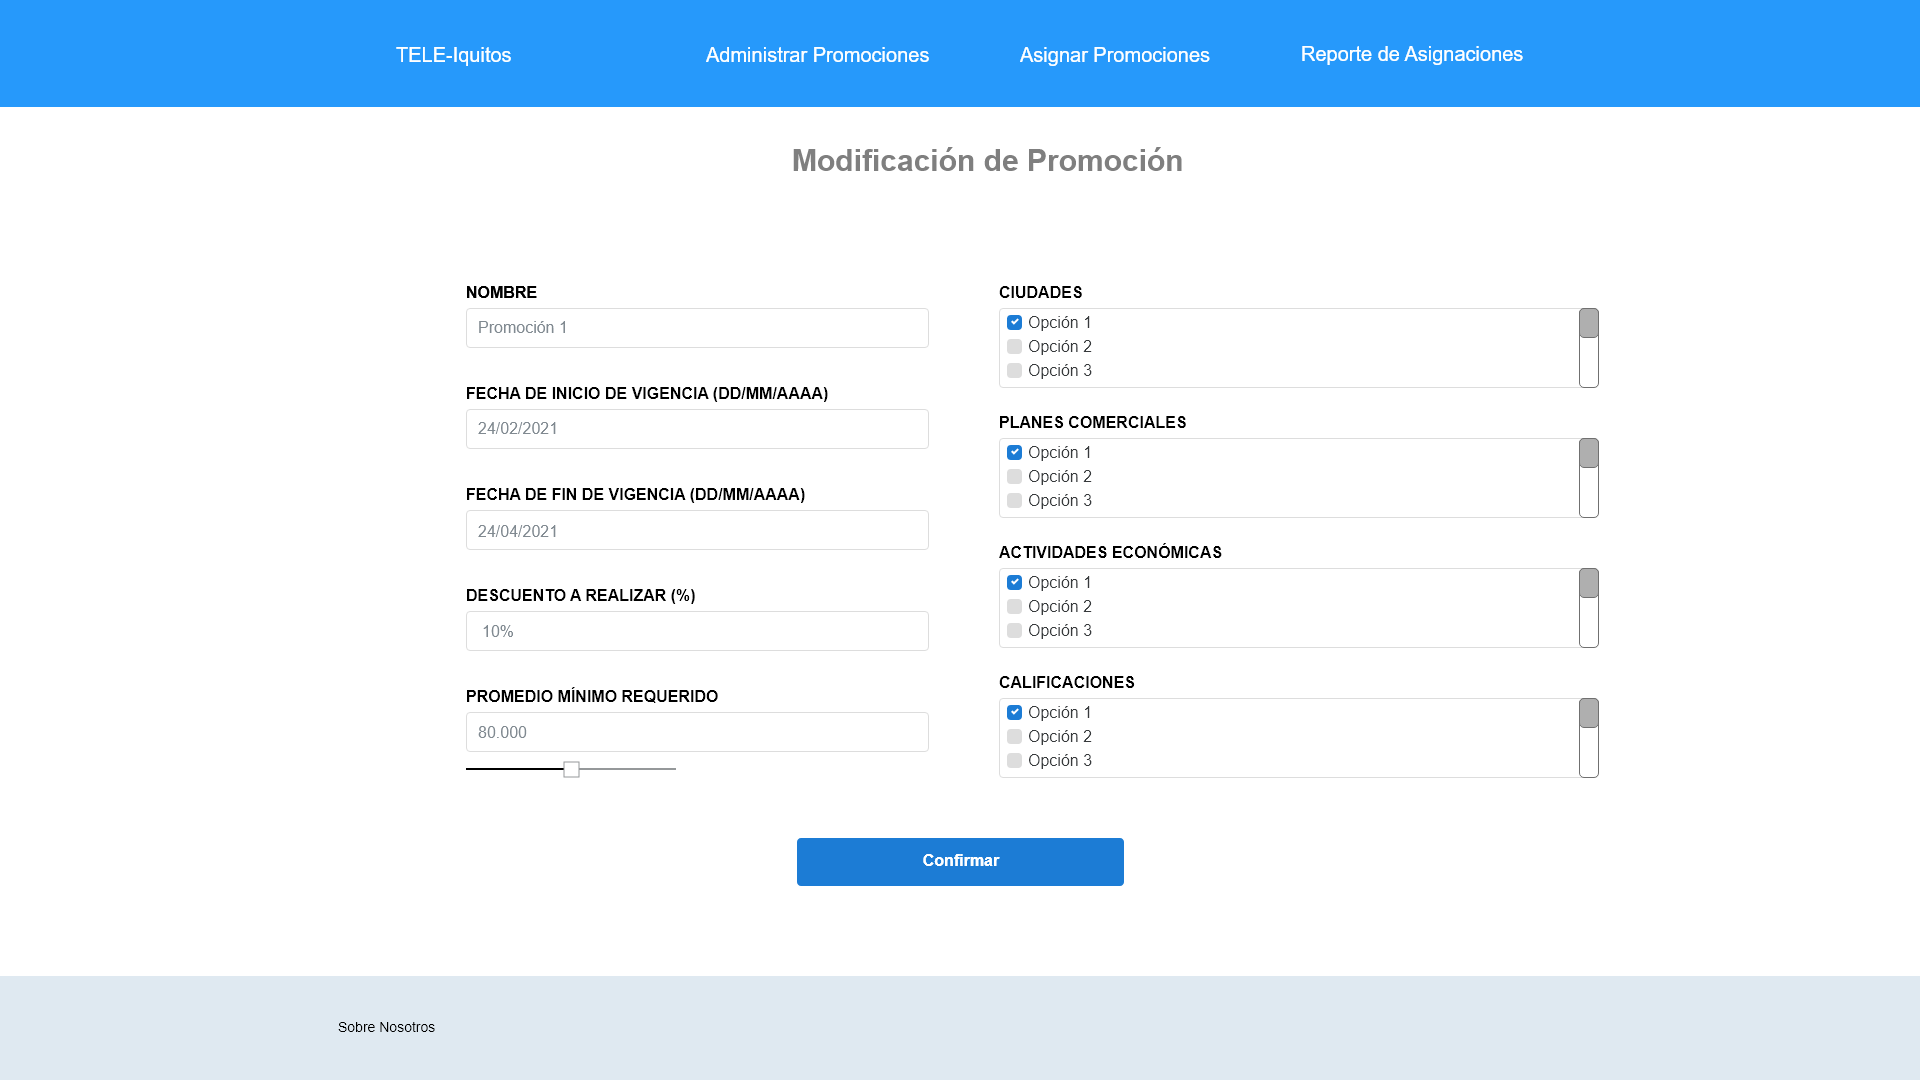 TELE-Iquitos
Administrar Promociones
Asignar Promociones
Reporte de Asignaciones
Modificación de Promoción
NOMBRE
Promoción 1
FECHA DE INICIO DE VIGENCIA (DD/MM/AAAA)
24/02/2021
FECHA DE FIN DE VIGENCIA (DD/MM/AAAA)
24/04/2021
DESCUENTO A REALIZAR (%)
10%
PROMEDIO MÍNIMO REQUERIDO
80.000
CIUDADES
Opción 1
Opción 2
Opción 3
PLANES COMERCIALES
Opción 1
Opción 2
Opción 3
ACTIVIDADES ECONÓMICAS
Opción 1
Opción 2
Opción 3
CALIFICACIONES
Opción 1
Opción 2
Opción 3
Confirmar
Sobre Nosotros